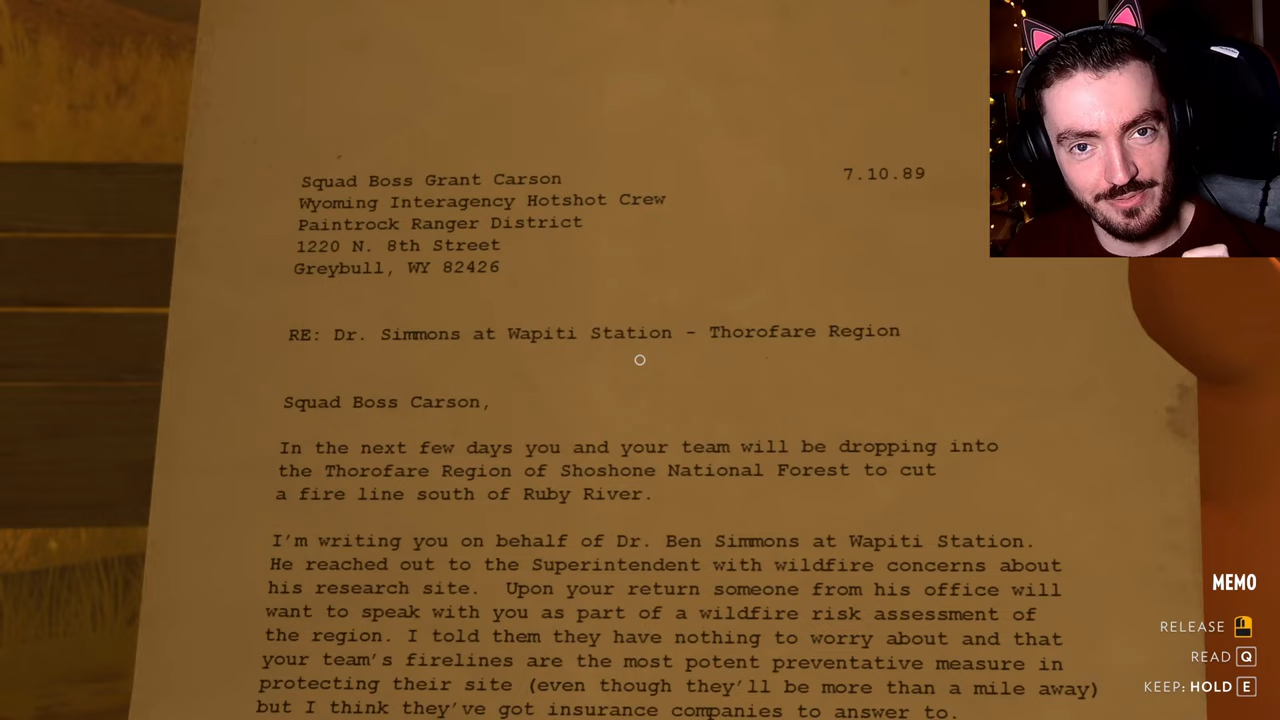 Squad Boss Grant Carson
7.10.89
Wyoming Interagency Hotshot Crew
Paintrock Ranger District
1220 N. 8th Street
Greybull, WY 82426
RE: Dr. Simmons at Wapiti Station - Thorofare Region
Squad Boss Carson,
In the next few days you and your team will be dropping into
the Thorofare Region of Shoshone National Forest to cut
a fire line south of Ruby River.
I'm writing you on behalf of Dr. Ben Simmons at Wapiti Station.
He reached out to the Superintendent with wildfire concerns about
his research site.  Upon your return someone from his office will
want to speak with you as part of a wildfire risk assessment of
the region. I told them they have nothing to worry about and that
your team's firelines are the most potent preventative measure in
protecting their site (even though they'll be more than a mile away)
but I think they've got insurance companies to answer to.
MEMO
RELEASE
READ Q
KEEP: HOLD E